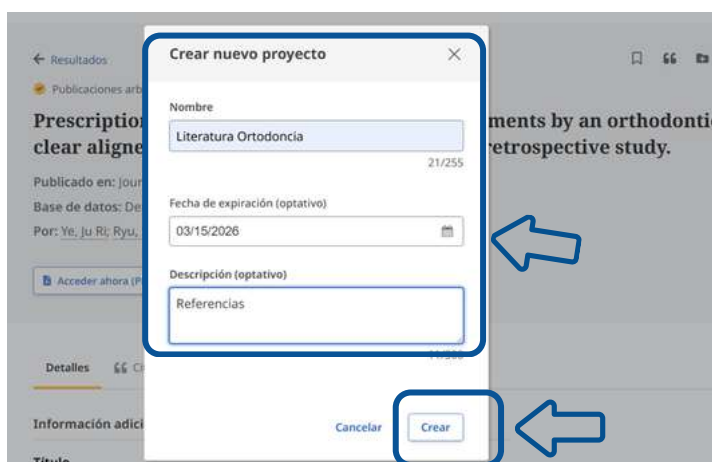 Resultados
Crear nuevo proyecto
Publicaciones arb
Nombre
Prescription
ments by an orthodontic
Literatura Ortodoncia
clear aligne
retrospective study.
21/255
Publicado en: Jour
Fecha de expiración (optativo)
Base de datos: De
03/15/2026
Por: Ye, Ju Ri; Ryu,
Descripción (optativo)
Acceder ahora (P
Referencias
Detalles
Información adici
Cancelar
Crear
Título